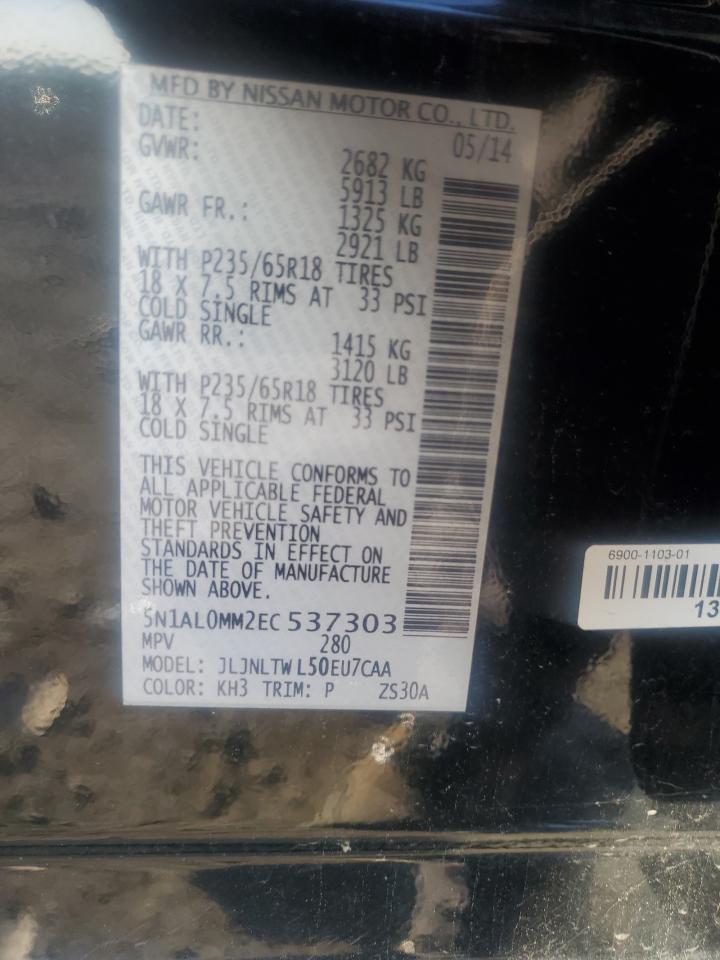 MFD BY NISSAN MOTOR CO., LTD.
DATE: 05/14
GVWR: 2682 KG
5913 LB
GAWR FR.: 1325 KG
2921 LB
WITH P235/65R18 TIRES
18 X 7.5 RIMS AT 33 PSI
COLD SINGLE
GAWR RR.: 1415 KG
3120 LB
WITH P235/65R18 TIRES
18 X 7.5 RIMS AT 33 PSI
COLD SINGLE
THIS VEHICLE CONFORMS TO
ALL APPLICABLE FEDERAL
MOTOR VEHICLE SAFETY AND
THEFT PREVENTION
STANDARDS IN EFFECT ON
THE DATE OF MANUFACTURE
SHOWN ABOVE.
5N1AL0MM2EC 537303
MPV 280
MODEL: JLJNLTW L50EU7CAA
COLOR: KH3 TRIM: P ZS30A
6900-1103-01
13